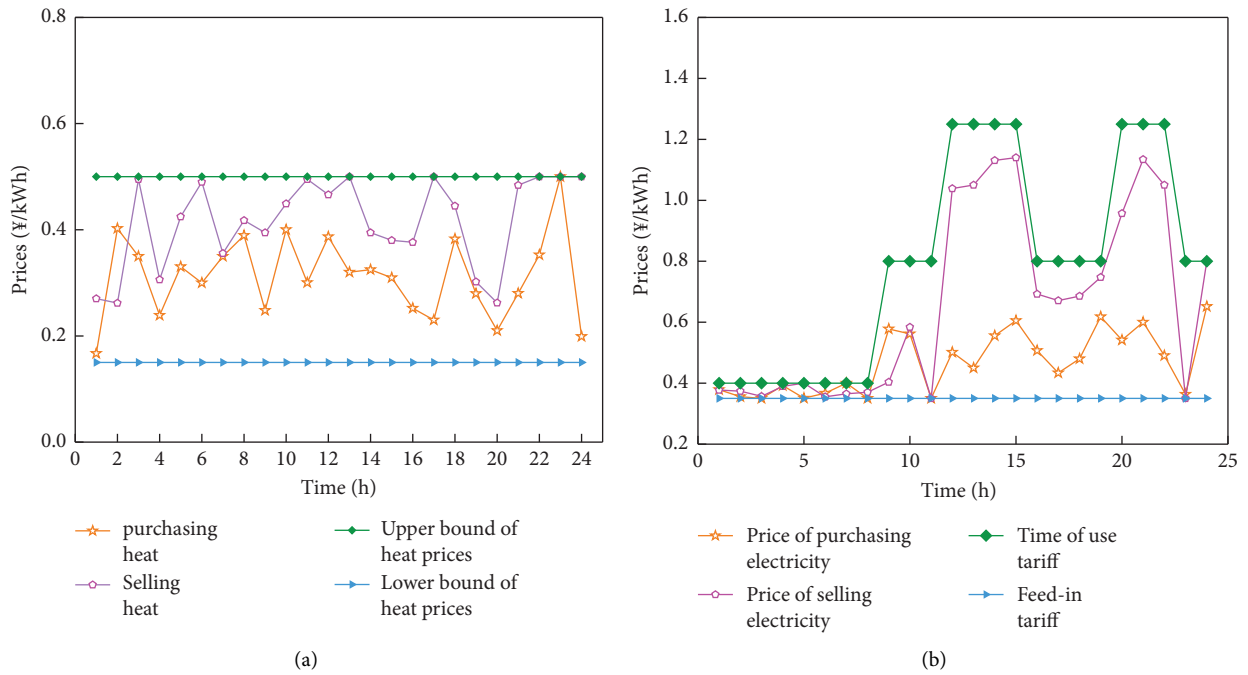 0.8
0.6
0.4
0.2
0.0
Prices (¥/kWh)
0 2 4 6 8 10 12 14 16 18 20 22 24
Time (h)
purchasing
heat
Selling
heat
Upper bound of
heat prices
Lower bound of
heat prices
(a)
1.6
1.4
1.2
1.0
0.8
0.6
0.4
0.2
Prices (¥/kWh)
0 5 10 15 20 25
Time (h)
Price of purchasing
electricity
Price of selling
electricity
Time of use
tariff
Feed-in
tariff
(b)